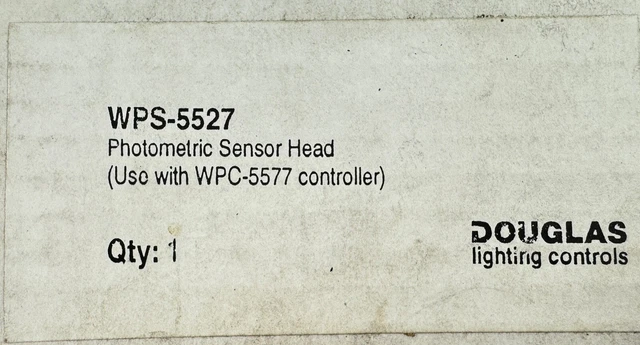 WPS-5527
Photometric Sensor Head
(Use with WPC-5577 controller)
Qty: 1
DOUGLAS
lighting controls